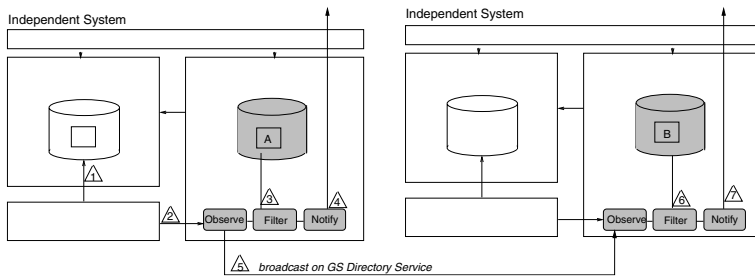 Independent System
Independent System
A
B
1
2
3
4
6
7
Observe
Filter
Notify
Observe
Filter
Notify
5
broadcast on GS Directory Service